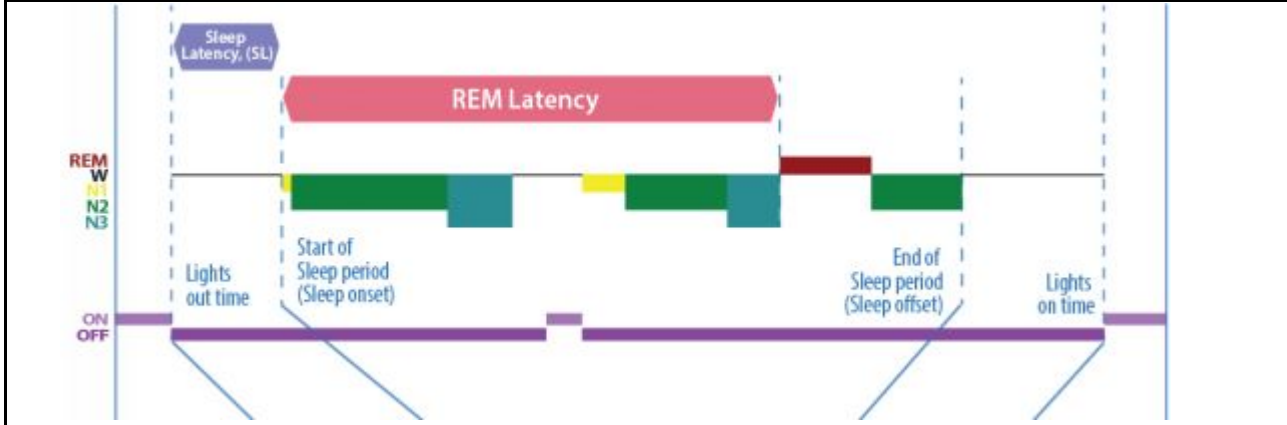 Sleep
Latency, (SL)
REM Latency
REM
W
N1
N2
N3
Lights
out time
Start of
Sleep period
(Sleep onset)
End of
Sleep period
(Sleep offset)
Lights
on time
ON
OFF